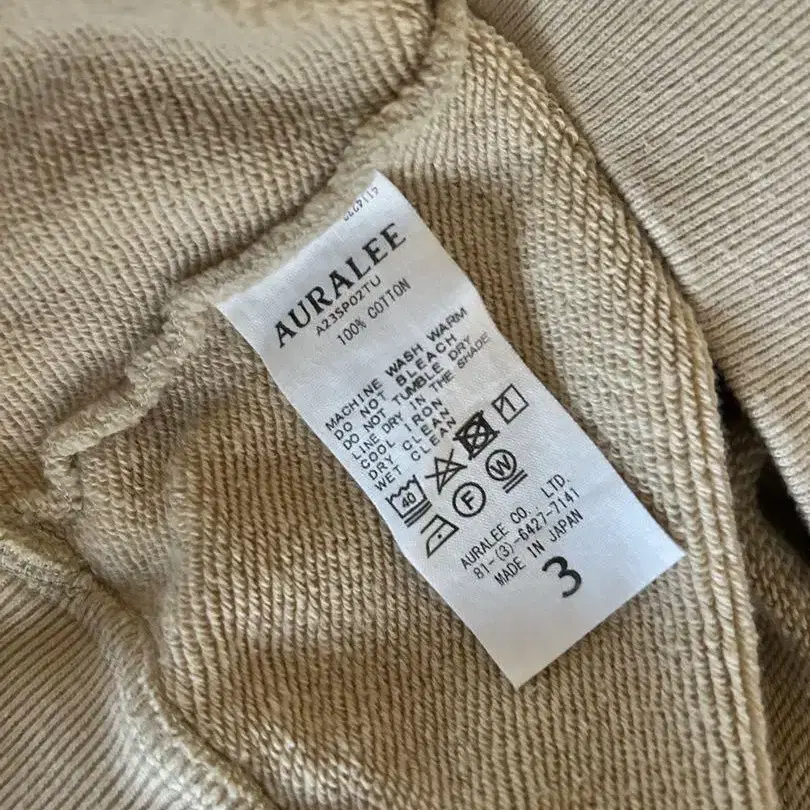 AURALEE
A23SP02TU
100% COTTON
MACHINE WASH WARM
DO NOT BLEACH
DO NOT TUMBLE DRY
LINE DRY IN THE SHADE
COOL IRON
DRY CLEAN
WET CLEAN
40
F
W
AURALEE CO. LTD.
81-(3)-6427-7141
MADE IN JAPAN
3